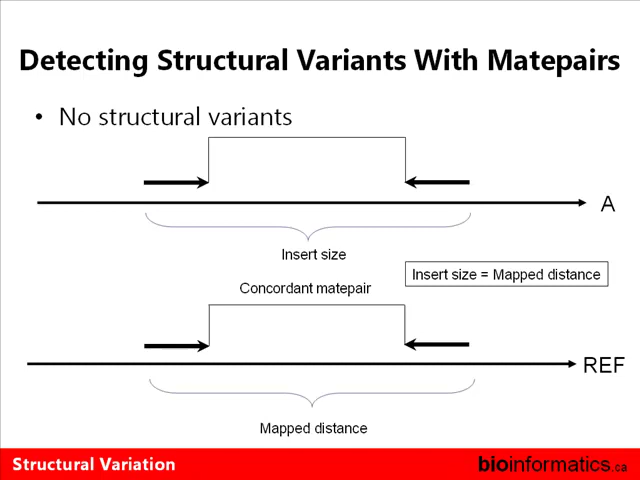 Detecting Structural Variants With Matepairs
• No structural variants
A
Insert size
Insert size = Mapped distance
Concordant matepair
REF
Mapped distance
Structural Variation
bioinformatics.ca